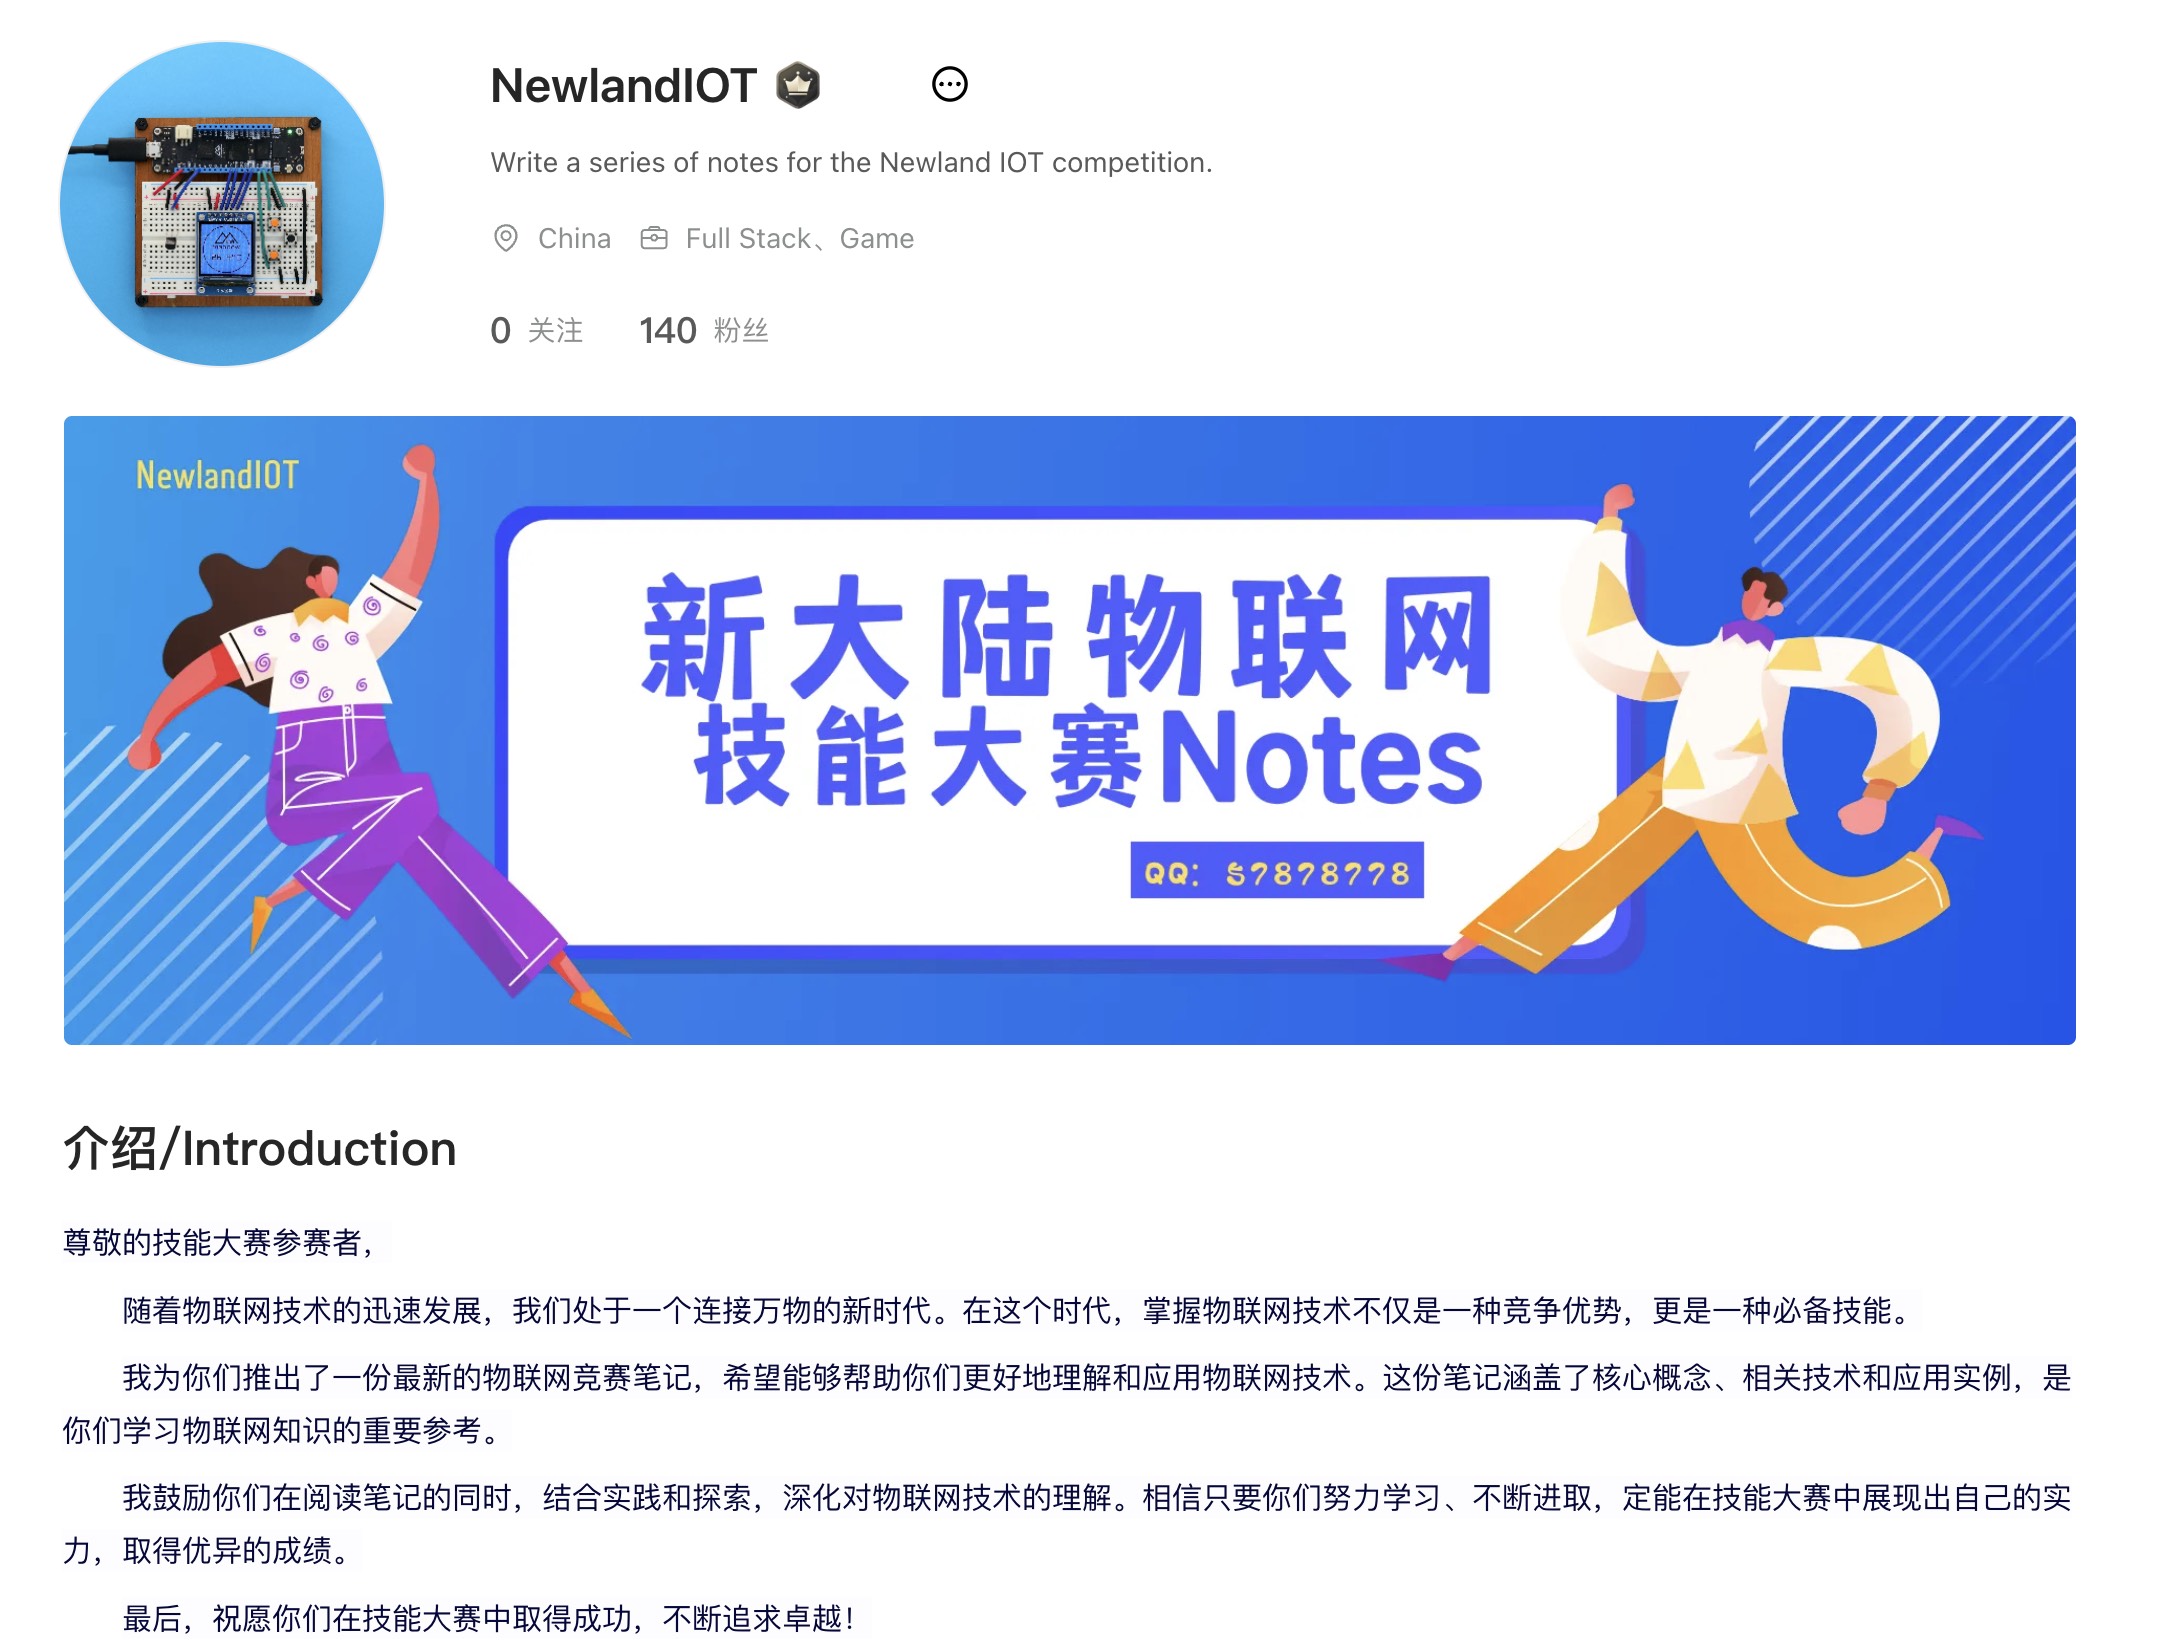 NewlandIOT
Write a series of notes for the Newland IOT competition.
China Full Stack、Game
0 关注 140 粉丝
NewlandIOT
新大陆物联网
技能大赛Notes
QQ: 57878778
介绍/Introduction
尊敬的技能大赛参赛者，
随着物联网技术的迅速发展，我们处于一个连接万物的新时代。在这个时代，掌握物联网技术不仅是一种竞争优势，更是一种必备技能。
我为你们推出了一份最新的物联网竞赛笔记，希望能够帮助你们更好地理解和应用物联网技术。这份笔记涵盖了核心概念、相关技术和应用实例，是
你们学习物联网知识的重要参考。
我鼓励你们在阅读笔记的同时，结合实践和探索，深化对物联网技术的理解。相信只要你们努力学习、不断进取，定能在技能大赛中展现出自己的实
力，取得优异的成绩。
最后，祝愿你们在技能大赛中取得成功，不断追求卓越！